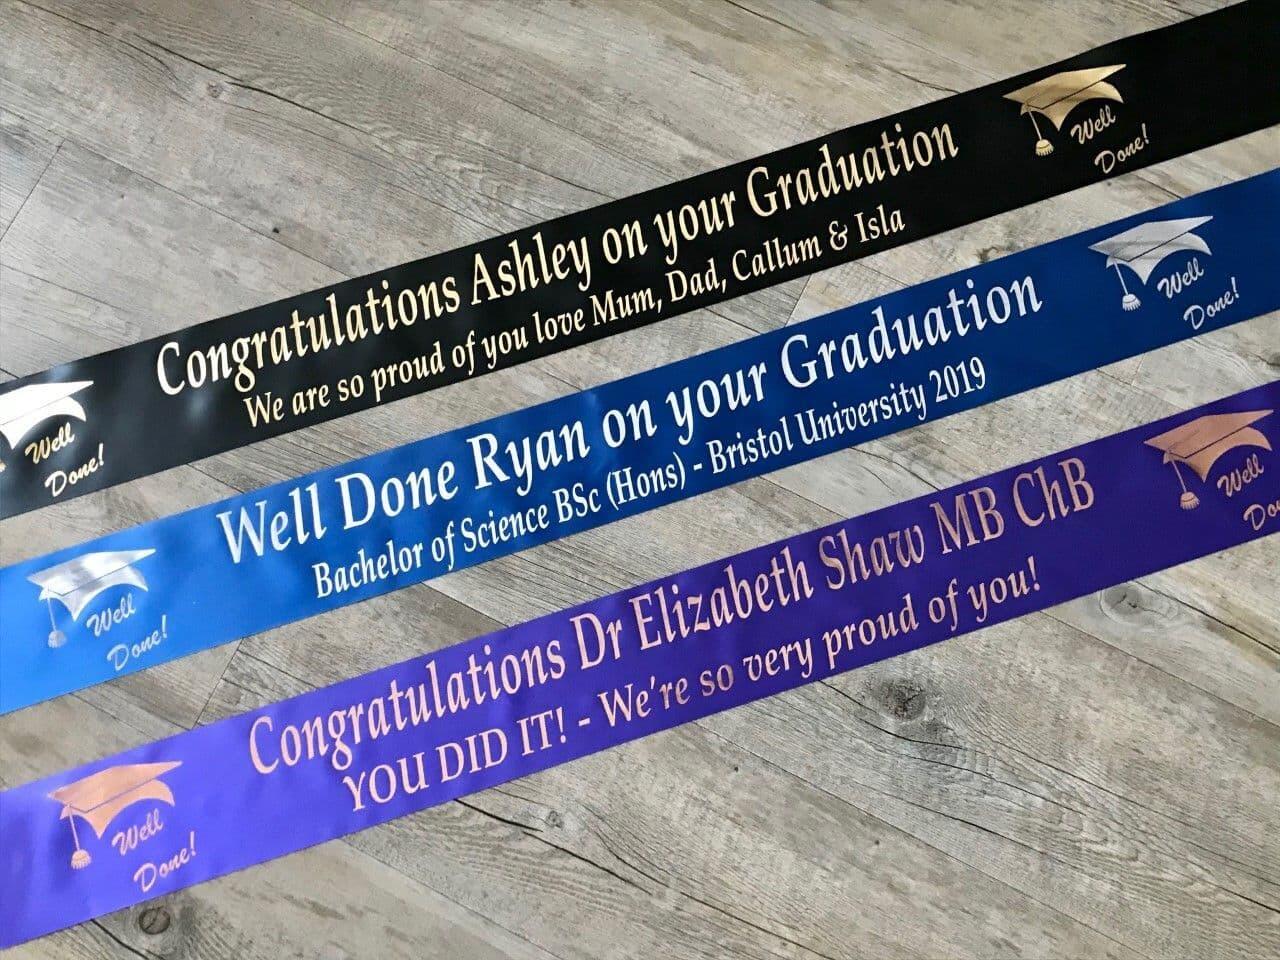 Well
Done!
Congratulations Ashley on your Graduation
We are so proud of you love Mum, Dad, Callum & Isla
Well
Done!
Well
Done!
Well Done Ryan on your Graduation
Bachelor of Science BSc (Hons) - Bristol University 2019
Well
Done!
Well
Done!
Congratulations Dr Elizabeth Shaw MB ChB
YOU DID IT! - We're so very proud of you!
Well